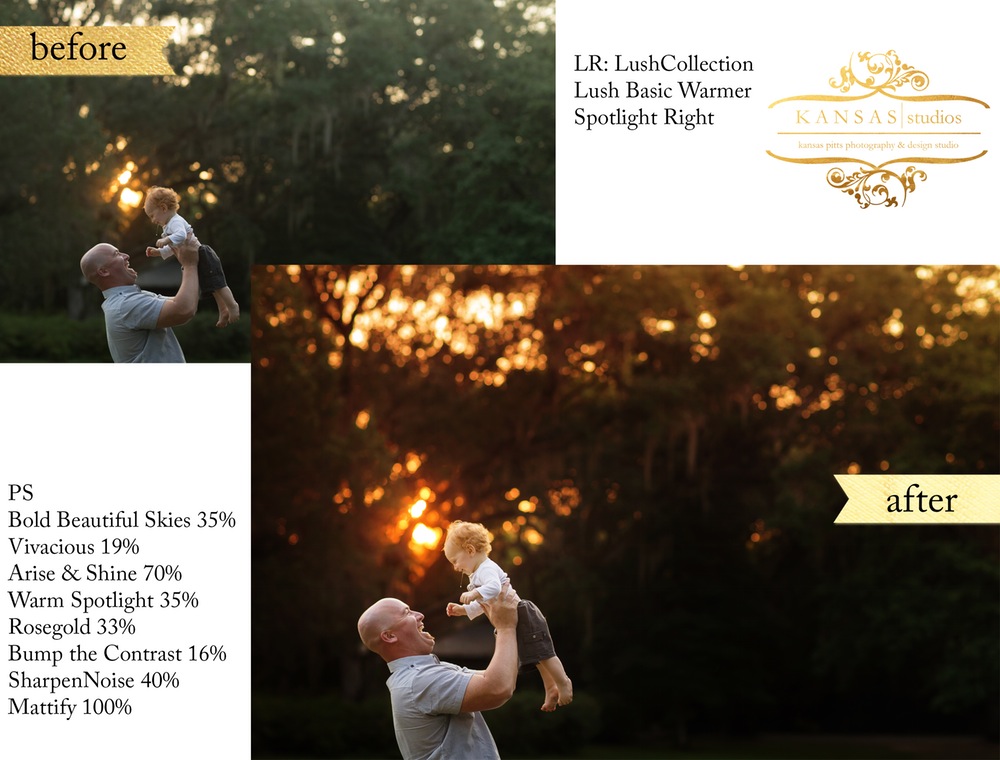 before
LR: LushCollection
Lush Basic Warmer
Spotlight Right
KANSAS|studios
kansas pitts photography & design studio
after
PS
Bold Beautiful Skies 35%
Vivacious 19%
Arise & Shine 70%
Warm Spotlight 35%
Rosegold 33%
Bump the Contrast 16%
SharpenNoise 40%
Mattify 100%